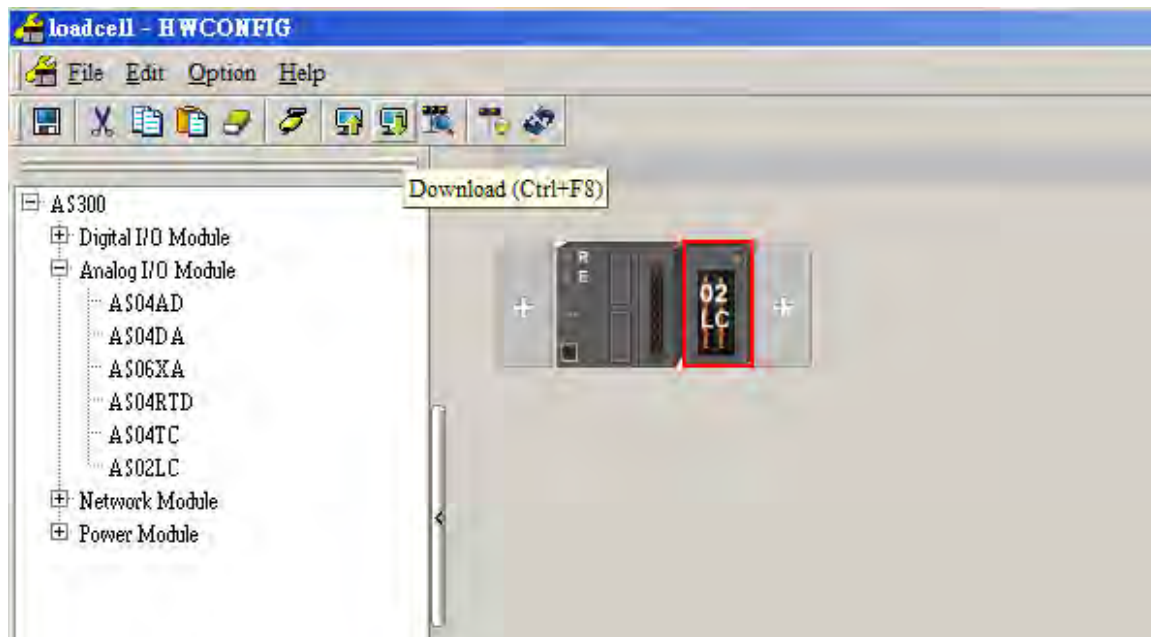 loadcell - HWCONFIG
File Edit Option Help
Download (Ctrl+F8)
AS300
Digital I/O Module
Analog I/O Module
AS04AD
AS04DA
AS06XA
AS04RTD
AS04TC
AS02LC
Network Module
Power Module
R
E
02
LC